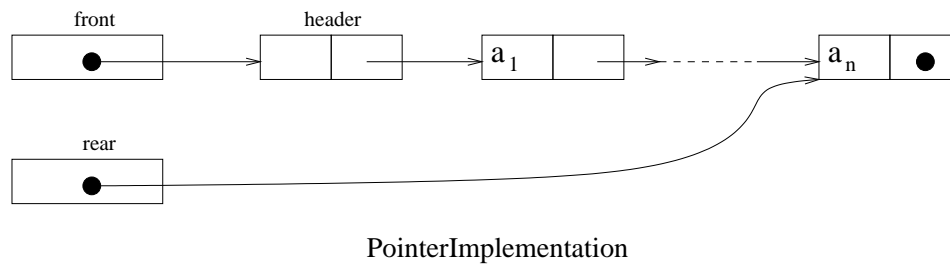 front
header
a1
an
rear
PointerImplementation